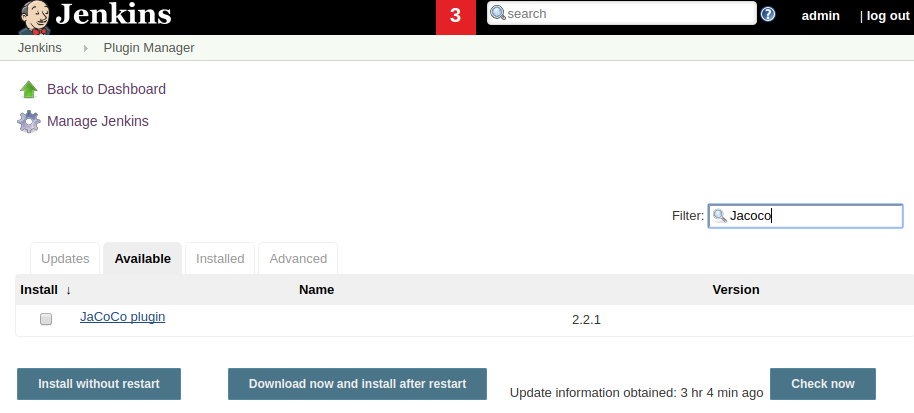 Jenkins 3 search ? admin | log out
Jenkins Plugin Manager
Back to Dashboard
Manage Jenkins
Filter: Jacoco
Updates Available Installed Advanced
Install ↓ Name Version
JaCoCo plugin 2.2.1
Install without restart Download now and install after restart Update information obtained: 3 hr 4 min ago Check now